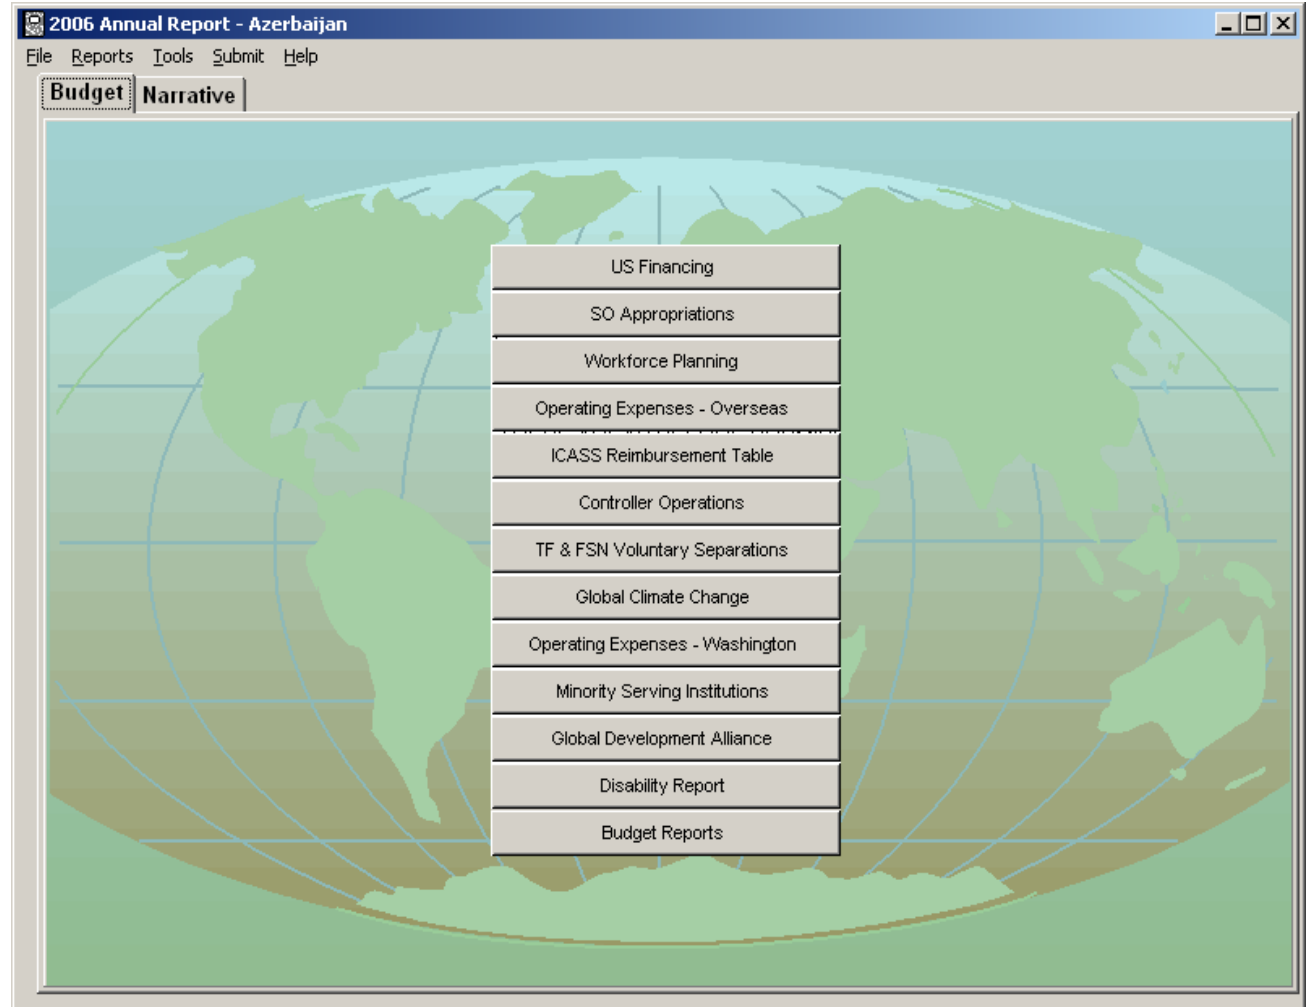 2006 Annual Report - Azerbaijan
File Reports Tools Submit Help
Budget Narrative
US Financing
SO Appropriations
Workforce Planning
Operating Expenses - Overseas
ICASS Reimbursement Table
Controller Operations
TF & FSN Voluntary Separations
Global Climate Change
Operating Expenses - Washington
Minority Serving Institutions
Global Development Alliance
Disability Report
Budget Reports